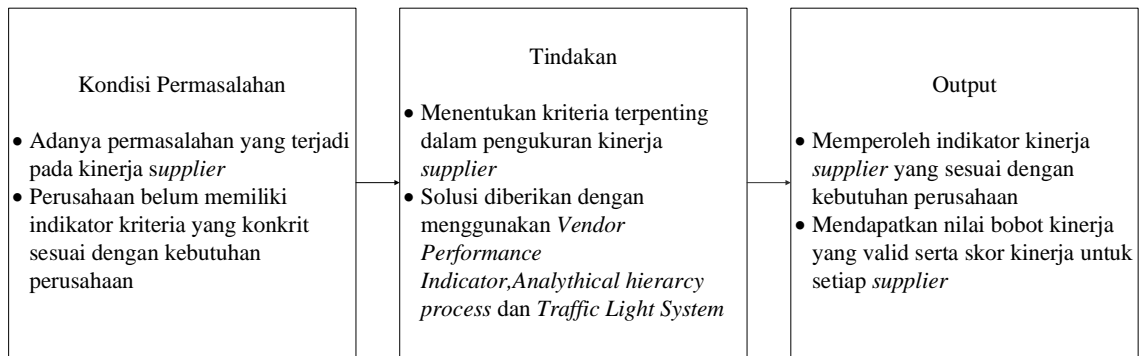 Kondisi Permasalahan
• Adanya permasalahan yang terjadi
pada kinerja supplier
• Perusahaan belum memiliki
indikator kriteria yang konkrit
sesuai dengan kebutuhan
perusahaan
Tindakan
• Menentukan kriteria terpenting
dalam pengukuran kinerja
supplier
• Solusi diberikan dengan
menggunakan Vendor
Performance
Indicator,Analythical hierarcy
process dan Traffic Light System
Output
• Memperoleh indikator kinerja
supplier yang sesuai dengan
kebutuhan perusahaan
• Mendapatkan nilai bobot kinerja
yang valid serta skor kinerja untuk
setiap supplier